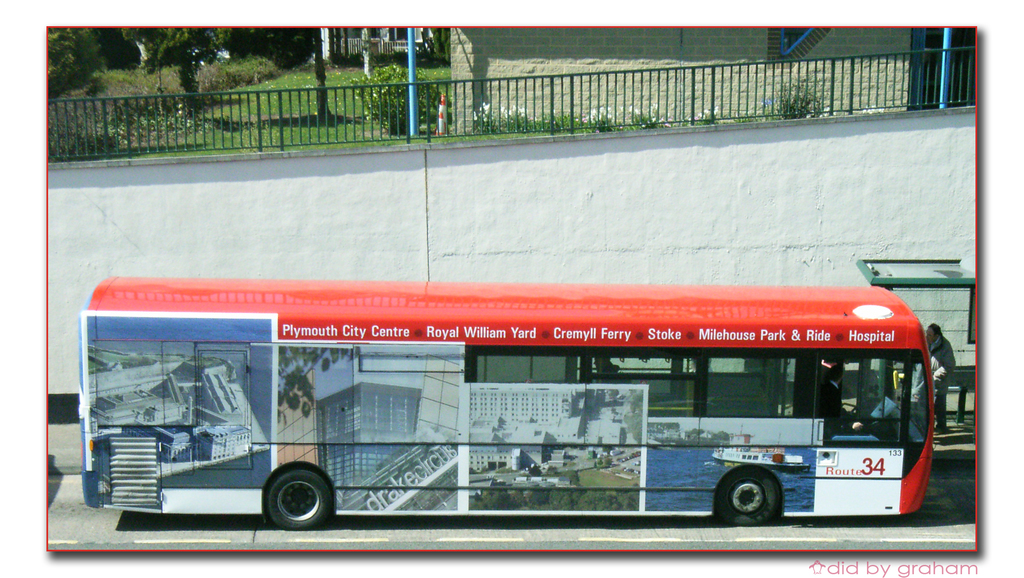 Plymouth City Centre • Royal William Yard • Cremyll Ferry • Stoke • Milehouse Park & Ride • Hospital
133
Route 34
drakecircus
did by graham